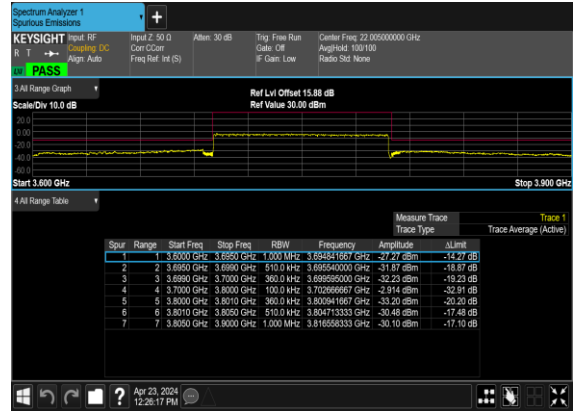 Spectrum Analyzer 1
Spurious Emissions
KEYSIGHT Input: RF Input Z: 50 Ω Atten: 30 dB Trig: Free Run Center Freq: 22.005000000 GHz
R T Coupling: DC Corr CCorr Gate: Off Avg|Hold: 100/100
Align: Auto Freq Ref: Int (S) IF Gain: Low Radio Std: None
PASS
3.All Range Graph
Ref Lvl Offset 15.88 dB
Scale/Div 10.0 dB Ref Value 30.00 dBm
20.0
0.00
-20.0
-40.0
-60.0
Start 3.600 GHz Stop 3.900 GHz
4.All Range Table
Measure Trace Trace 1
Trace Type Trace Average (Active)
Spur Range Start Freq Stop Freq RBW Frequency Amplitude ΔLimit
1 1 3.6000 GHz 3.6950 GHz 1.000 MHz 3.694841667 GHz -27.27 dBm -14.27 dB
2 2 3.6950 GHz 3.6990 GHz 510.0 kHz 3.695540000 GHz -31.87 dBm -18.87 dB
3 3 3.6990 GHz 3.7000 GHz 360.0 kHz 3.699595000 GHz -32.23 dBm -19.23 dB
4 4 3.7000 GHz 3.8000 GHz 100.0 kHz 3.702666667 GHz -2.914 dBm -32.91 dB
5 5 3.8000 GHz 3.8010 GHz 360.0 kHz 3.800941667 GHz -33.20 dBm -20.20 dB
6 6 3.8010 GHz 3.8050 GHz 510.0 kHz 3.804713333 GHz -30.48 dBm -17.48 dB
7 7 3.8050 GHz 3.9000 GHz 1.000 MHz 3.816558333 GHz -30.10 dBm -17.10 dB
? Apr 23, 2024
12:26:17 PM